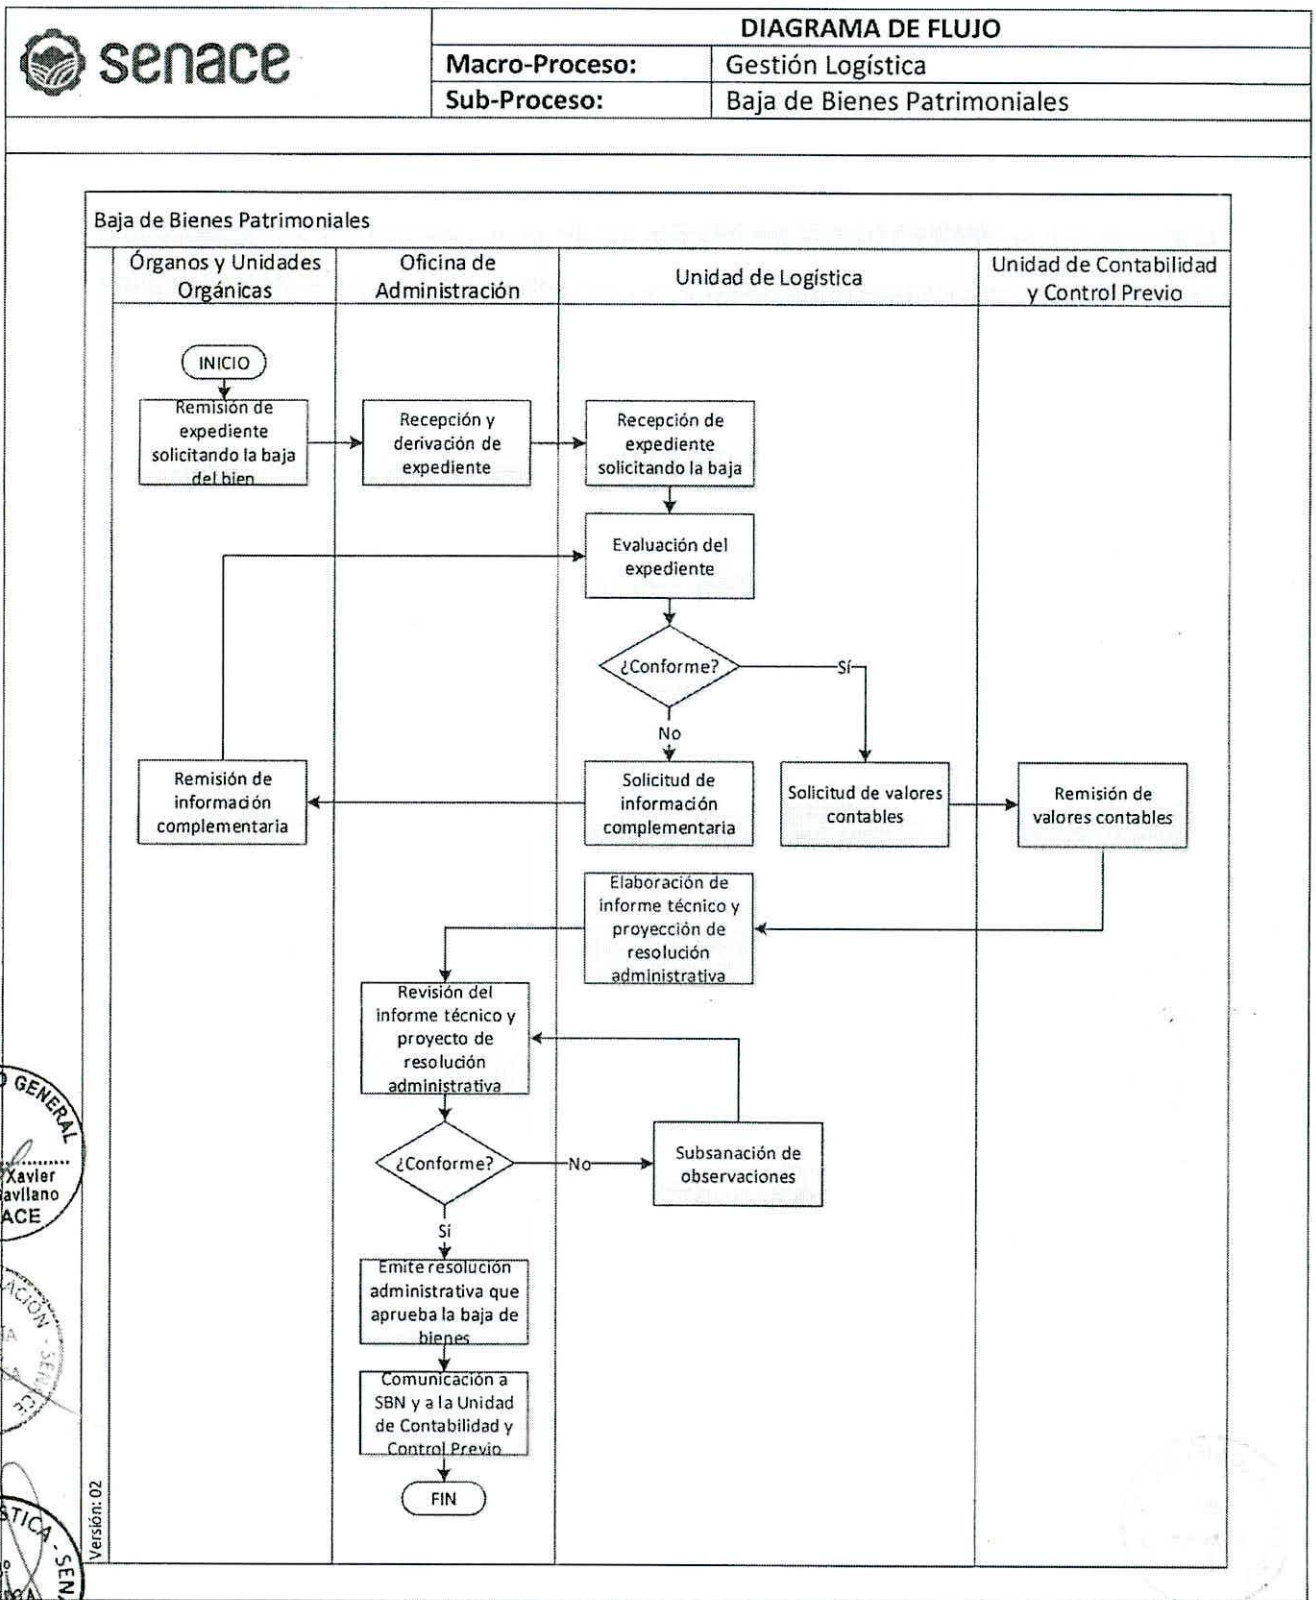 senace
DIAGRAMA DE FLUJO
Macro-Proceso:
Gestión Logística
Sub-Proceso:
Baja de Bienes Patrimoniales
Baja de Bienes Patrimoniales
Órganos y Unidades
Orgánicas
Oficina de
Administración
Unidad de Logística
Unidad de Contabilidad
y Control Previo
INICIO
Remisión de
expediente
solicitando la baja
del bien
Recepción y
derivación de
expediente
Recepción de
expediente
solicitando la baja
Evaluación del
expediente
¿Conforme?
Sí
No
Remisión de
información
complementaria
Solicitud de
información
complementaria
Solicitud de valores
contables
Remisión de
valores contables
Elaboración de
informe técnico y
proyección de
resolución
administrativa
Revisión del
informe técnico y
proyecto de
resolución
administrativa
¿Conforme?
No
Subsanación de
observaciones
Sí
Emite resolución
administrativa que
aprueba la baja de
bienes
Comunicación a
SBN y a la Unidad
de Contabilidad y
Control Previo
FIN
Versión: 02
GENERAL
Xavier
ACE
ACIÓN - SENACE
STICA - SEN